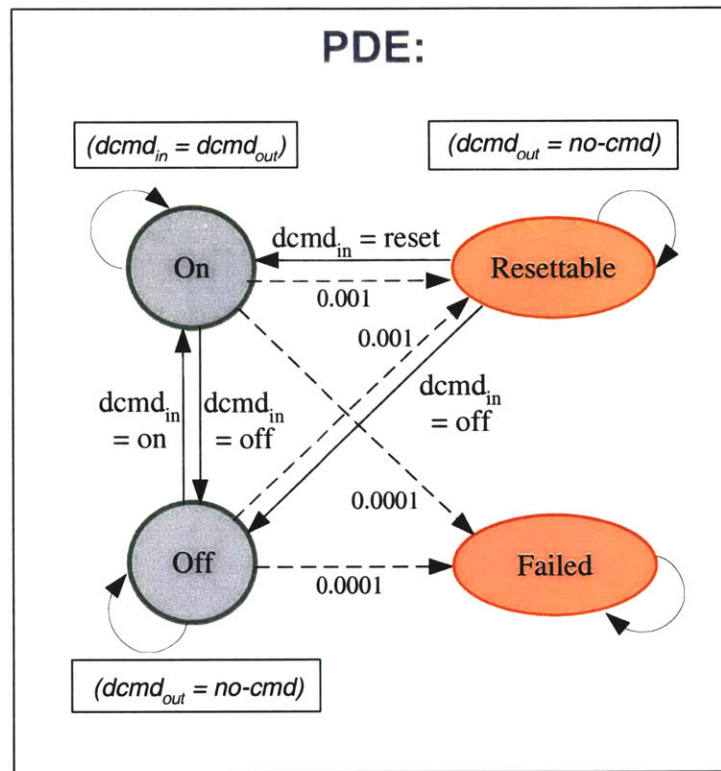 PDE:
(dcmd_in = dcmd_out)
(dcmd_out = no-cmd)
dcmd_in = reset
On
Resettable
0.001
0.001
dcmd_in
= on
dcmd_in
= off
dcmd_in
= off
0.0001
Off
Failed
0.0001
(dcmd_out = no-cmd)